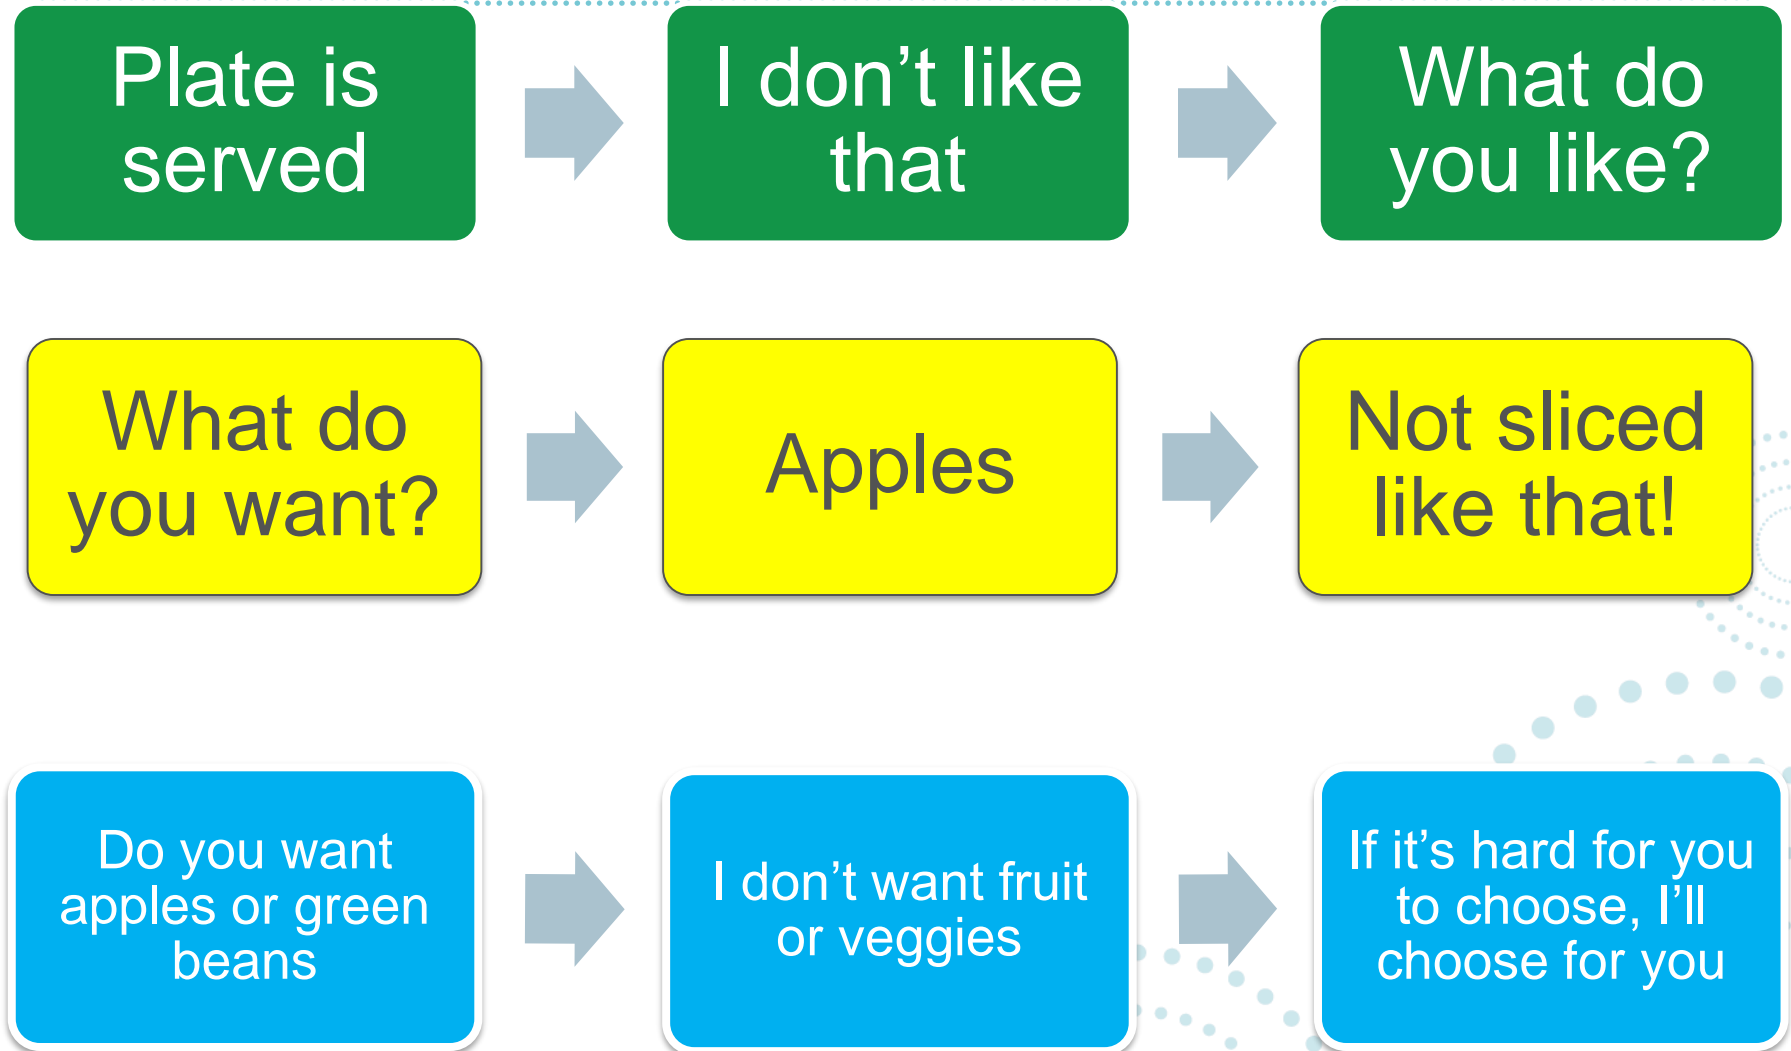 Plate is
served
I don’t like
that
What do
you like?
What do
you want?
Apples
Not sliced
like that!
Do you want
apples or green
beans
I don’t want fruit
or veggies
If it’s hard for you
to choose, I’ll
choose for you